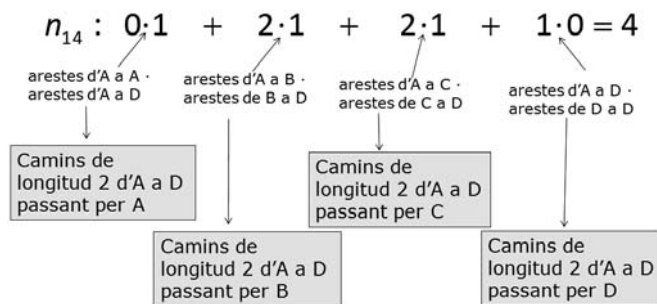 n14 : 0·1 + 2·1 + 2·1 + 1·0 = 4
arestes d'A a A ·
arestes d'A a D
arestes d'A a B ·
arestes de B a D
arestes d'A a C ·
arestes de C a D
arestes d'A a D ·
arestes de D a D
Camins de
longitud 2 d'A a D
passant per A
Camins de
longitud 2 d'A a D
passant per B
Camins de
longitud 2 d'A a D
passant per C
Camins de
longitud 2 d'A a D
passant per D